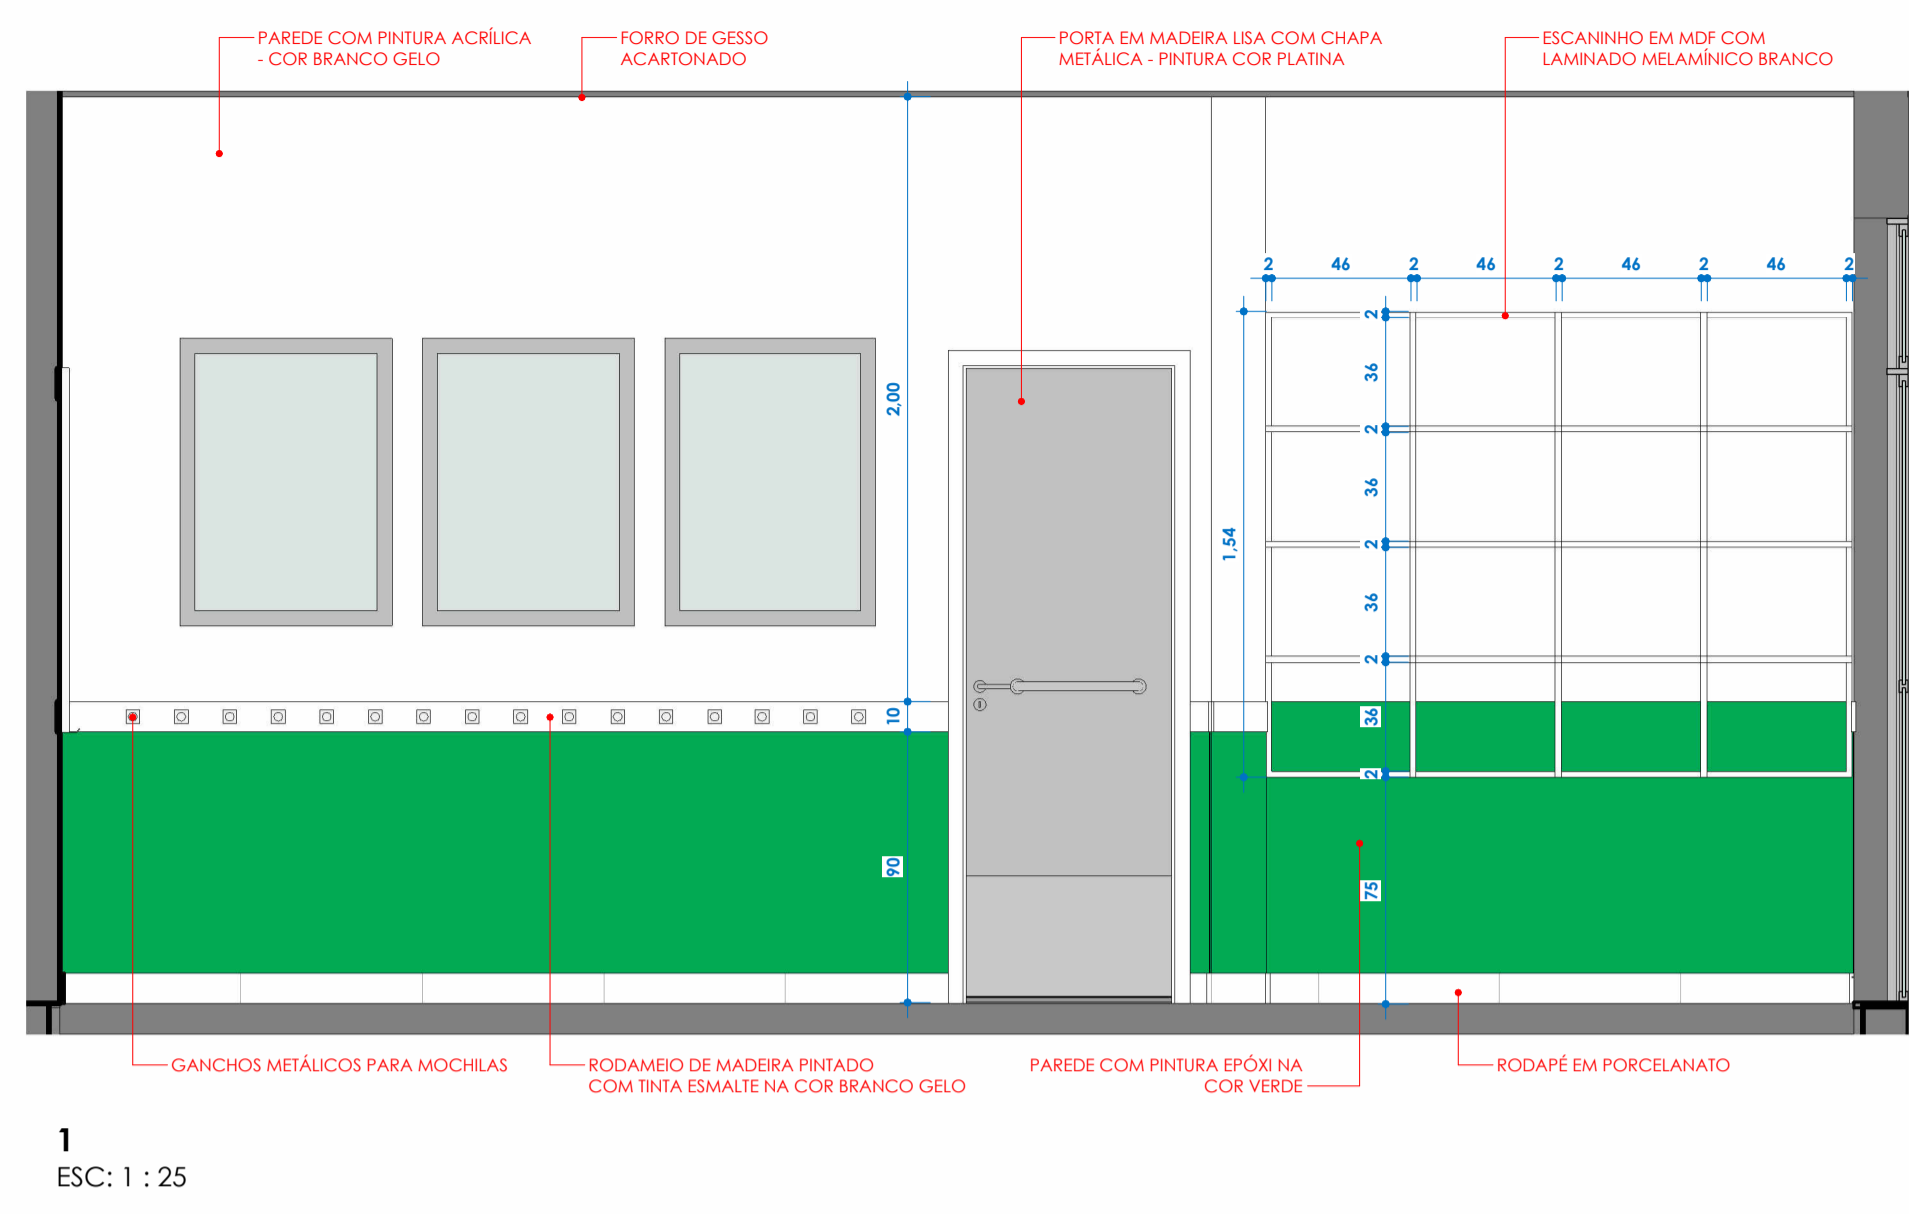 PAREDE COM PINTURA ACRÍLICA
- COR BRANCO GELO
FORRO DE GESSO
ACARTONADO
PORTA EM MADEIRA LISA COM CHAPA
METÁLICA - PINTURA COR PLATINA
ESCANINHO EM MDF COM
LAMINADO MELAMÍNICO BRANCO
2 46 2 46 2 46 2 46 2
2,00
10
90
1,54
2
36
2
36
2
36
2
36
2
75
GANCHOS METÁLICOS PARA MOCHILAS
RODAMEIO DE MADEIRA PINTADO
COM TINTA ESMALTE NA COR BRANCO GELO
PAREDE COM PINTURA EPÓXI NA
COR VERDE
RODAPÉ EM PORCELANATO
1
ESC: 1 : 25